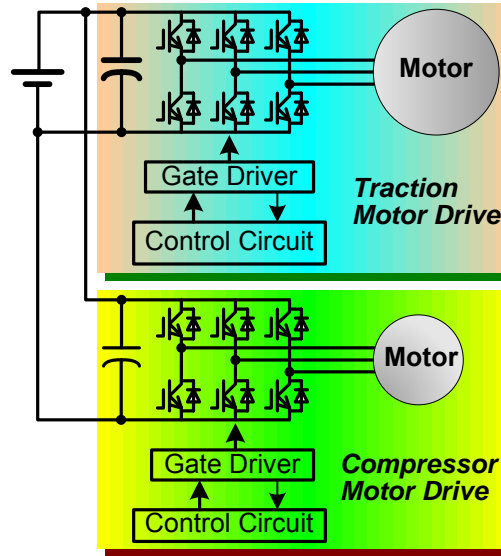 Motor
Gate Driver
Control Circuit
Traction
Motor Drive
Motor
Gate Driver
Control Circuit
Compressor
Motor Drive